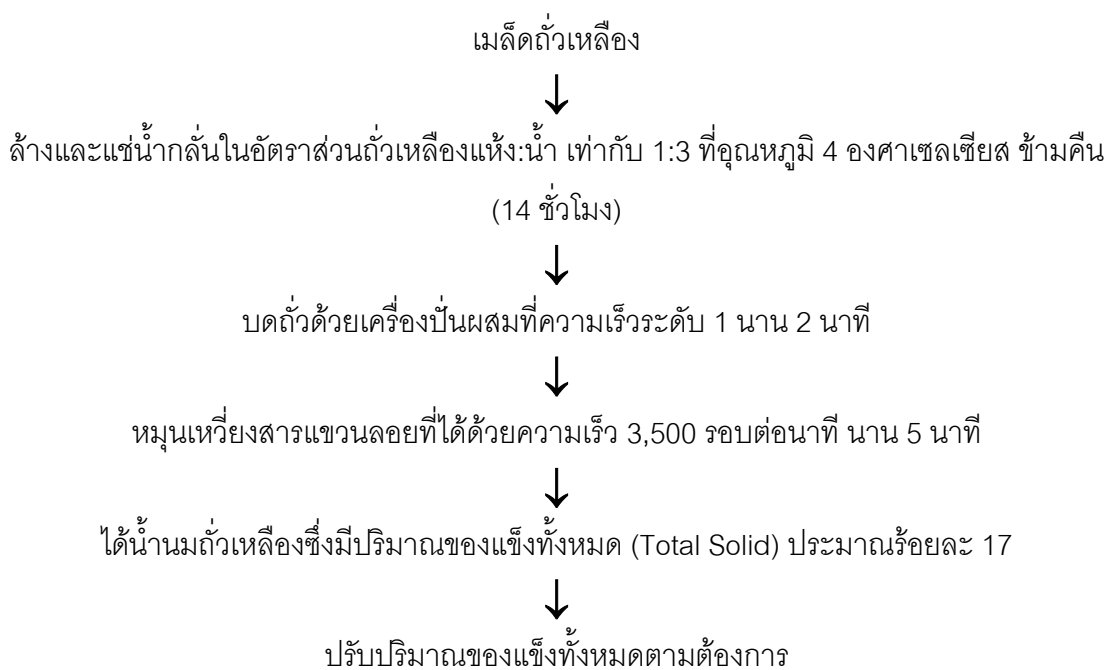 เมล็ดถั่วเหลือง
ล้างและแช่น้ำกลั่นในอัตราส่วนถั่วเหลืองแห้ง:น้ำ เท่ากับ 1:3 ที่อุณหภูมิ 4 องศาเซลเซียส ข้ามคืน
(14 ชั่วโมง)
บดถั่วด้วยเครื่องปั่นผสมที่ความเร็วระดับ 1 นาน 2 นาที
หมุนเหวี่ยงสารแขวนลอยที่ได้ด้วยความเร็ว 3,500 รอบต่อนาที นาน 5 นาที
ได้น้ำนมถั่วเหลืองซึ่งมีปริมาณของแข็งทั้งหมด (Total Solid) ประมาณร้อยละ 17
ปรับปริมาณของแข็งทั้งหมดตามต้องการ